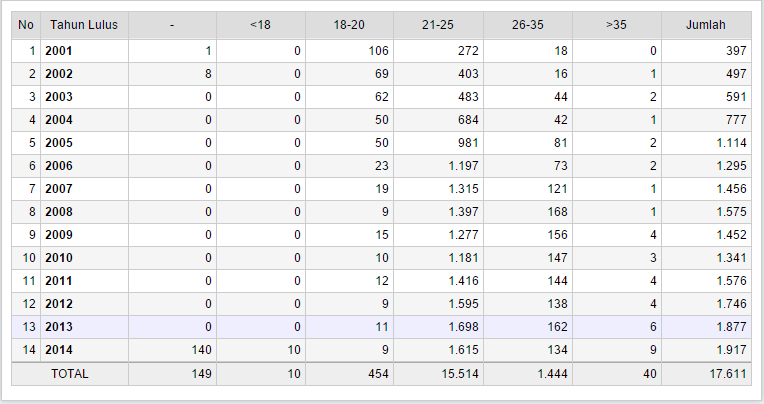 No Tahun Lulus - <18 18-20 21-25 26-35 >35 Jumlah
1 2001 1 0 106 272 18 0 397
2 2002 8 0 69 403 16 1 497
3 2003 0 0 62 483 44 2 591
4 2004 0 0 50 684 42 1 777
5 2005 0 0 50 981 81 2 1.114
6 2006 0 0 23 1.197 73 2 1.295
7 2007 0 0 19 1.315 121 1 1.456
8 2008 0 0 9 1.397 168 1 1.575
9 2009 0 0 15 1.277 156 4 1.452
10 2010 0 0 10 1.181 147 3 1.341
11 2011 0 0 12 1.416 144 4 1.576
12 2012 0 0 9 1.595 138 4 1.746
13 2013 0 0 11 1.698 162 6 1.877
14 2014 140 10 9 1.615 134 9 1.917
TOTAL 149 10 454 15.514 1.444 40 17.611